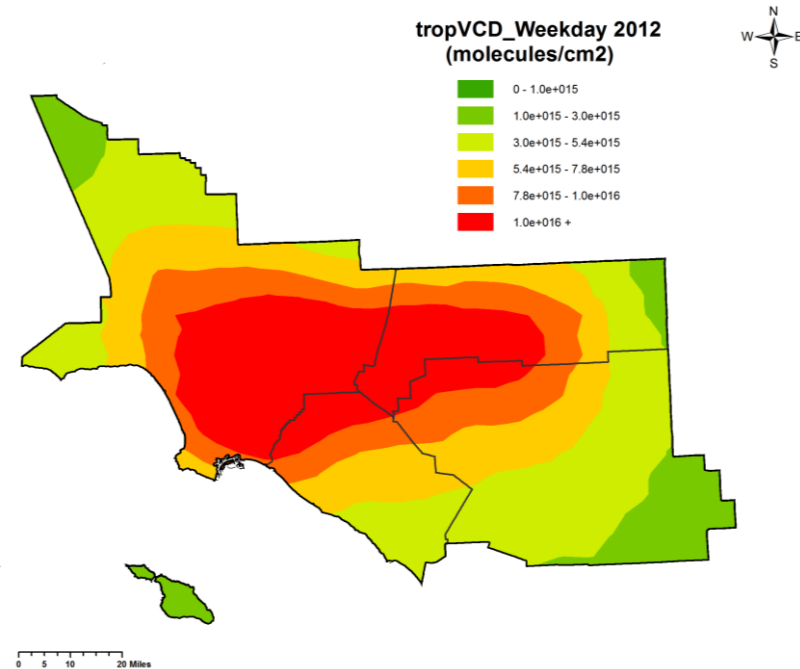 tropVCD_Weekday 2012
(molecules/cm2)
0 - 1.0e+015
1.0e+015 - 3.0e+015
3.0e+015 - 5.4e+015
5.4e+015 - 7.8e+015
7.8e+015 - 1.0e+016
1.0e+016 +
N
W E
S
0 5 10 20 Miles